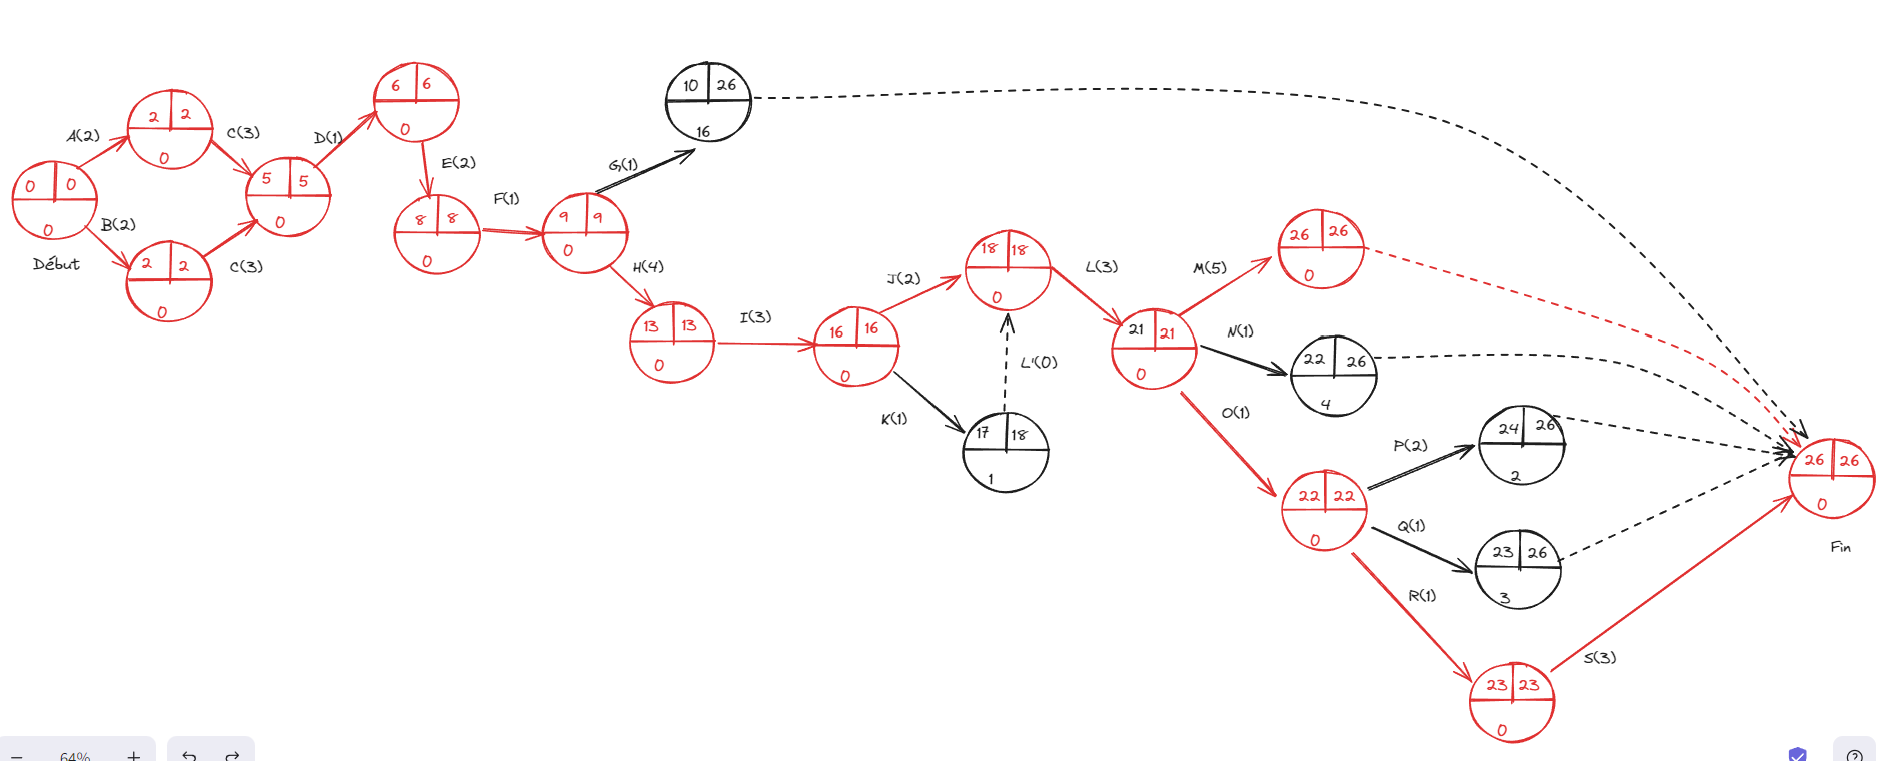 A(2)
0 0
0
Début
B(2)
2 2
0
2 2
0
C(3)
C(3)
5 5
0
D(1)
6 6
0
E(2)
8 8
0
F(1)
9 9
0
G(1)
10 26
16
H(4)
13 13
0
I(3)
16 16
0
J(2)
K(1)
18 18
0
L'(0)
17 18
1
L(3)
21 21
0
M(5)
26 26
0
N(1)
22 26
4
O(1)
22 22
0
P(2)
24 26
2
Q(1)
23 26
3
R(1)
23 23
0
S(3)
26 26
0
Fin
64%